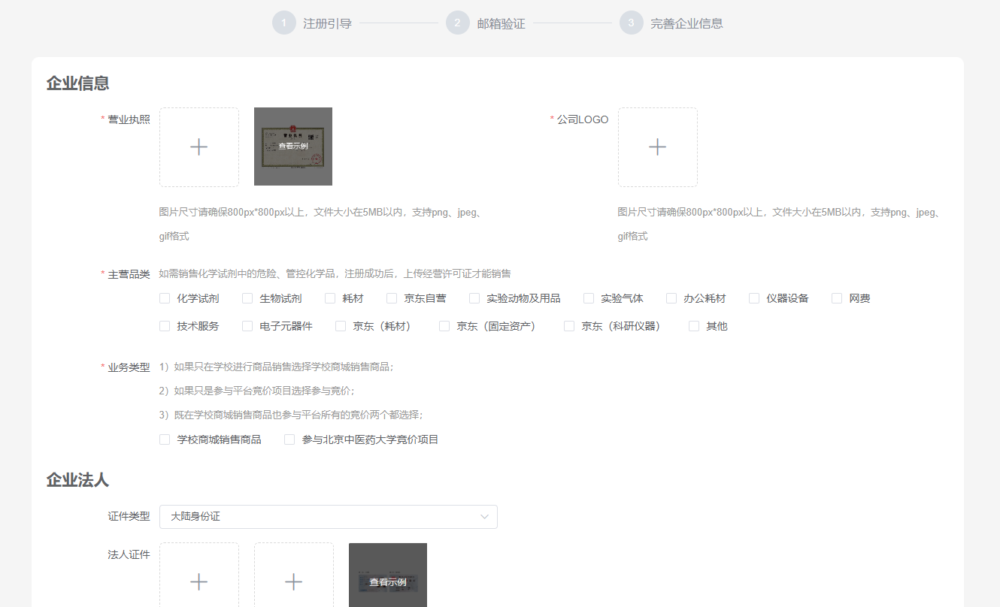 1 注册引导 2 邮箱验证 3 完善企业信息
企业信息
* 营业执照
营业执照
查看示例
* 公司LOGO
图片尺寸请确保800px*800px以上，文件大小在5MB以内，支持png、jpeg、
gif格式
图片尺寸请确保800px*800px以上，文件大小在5MB以内，支持png、jpeg、
gif格式
* 主营品类 如需销售化学试剂中的危险、管控化学品，注册成功后，上传经营许可证才能销售
化学试剂 生物试剂 耗材 京东自营 实验动物及用品 实验气体 办公耗材 仪器设备 网费
技术服务 电子元器件 京东（耗材） 京东（固定资产） 京东（科研仪器） 其他
* 业务类型 1）如果只在学校进行商品销售选择学校商城销售商品；
2）如果只是参与平台竞价项目选择参与竞价；
3）既在学校商城销售商品也参与平台所有的竞价两个都选择；
学校商城销售商品 参与北京中医药大学竞价项目
企业法人
证件类型 大陆身份证
法人证件
查看示例